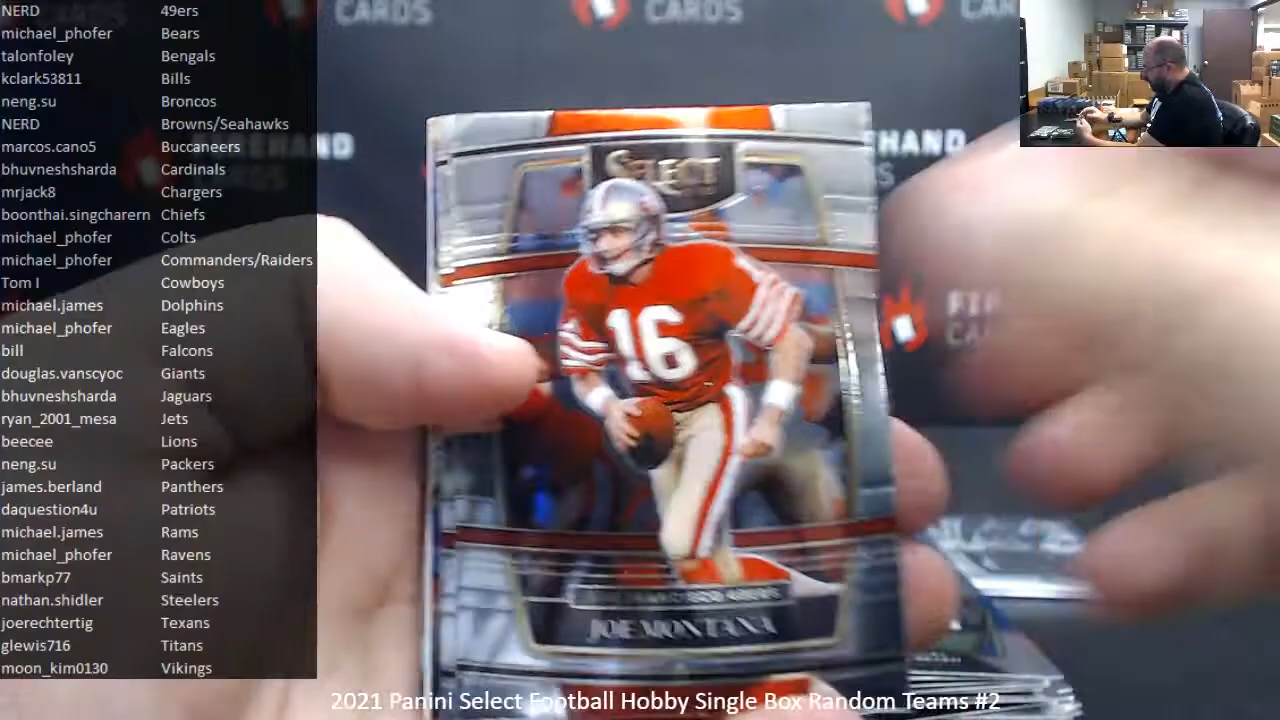 NERD 49ers
michael_phofer Bears
talonfoley Bengals
kclark53811 Bills
neng.su Broncos
NERD Browns/Seahawks
marcos.cano5 Buccaneers
bhuvneshsharda Cardinals
mrjack8 Chargers
boonthai.singcharern Chiefs
michael_phofer Colts
michael_phofer Commanders/Raiders
Tom I Cowboys
michael.james Dolphins
michael_phofer Eagles
bill Falcons
douglas.vanscyoc Giants
bhuvneshsharda Jaguars
ryan_2001_mesa Jets
beecee Lions
neng.su Packers
james.berland Panthers
daquestion4u Patriots
michael.james Rams
michael_phofer Ravens
bmarkp77 Saints
nathan.shidler Steelers
joerechtertig Texans
glewis716 Titans
moon_kim0130 Vikings
CARDS
CARDS
CAR
SELECT
HAND
16
JOE MONTANA
2021 Panini Select Football Hobby Single Box Random Teams #2